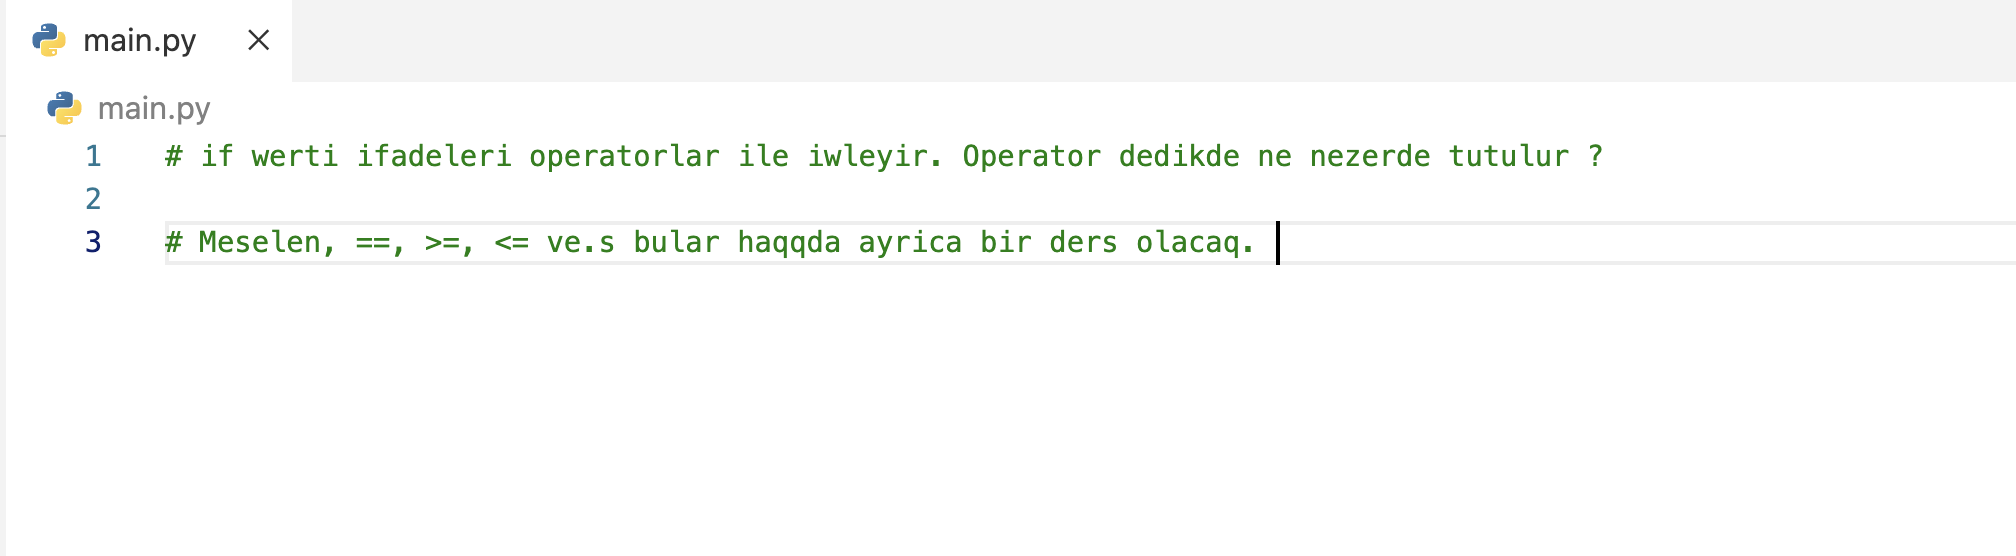 main.py
main.py
1 # if werti ifadeleri operatorlar ile iwleyir. Operator dedikde ne nezerde tutulur ?
2
3 # Meselen, ==, >=, <= ve.s bular haqqda ayrica bir ders olacaq.